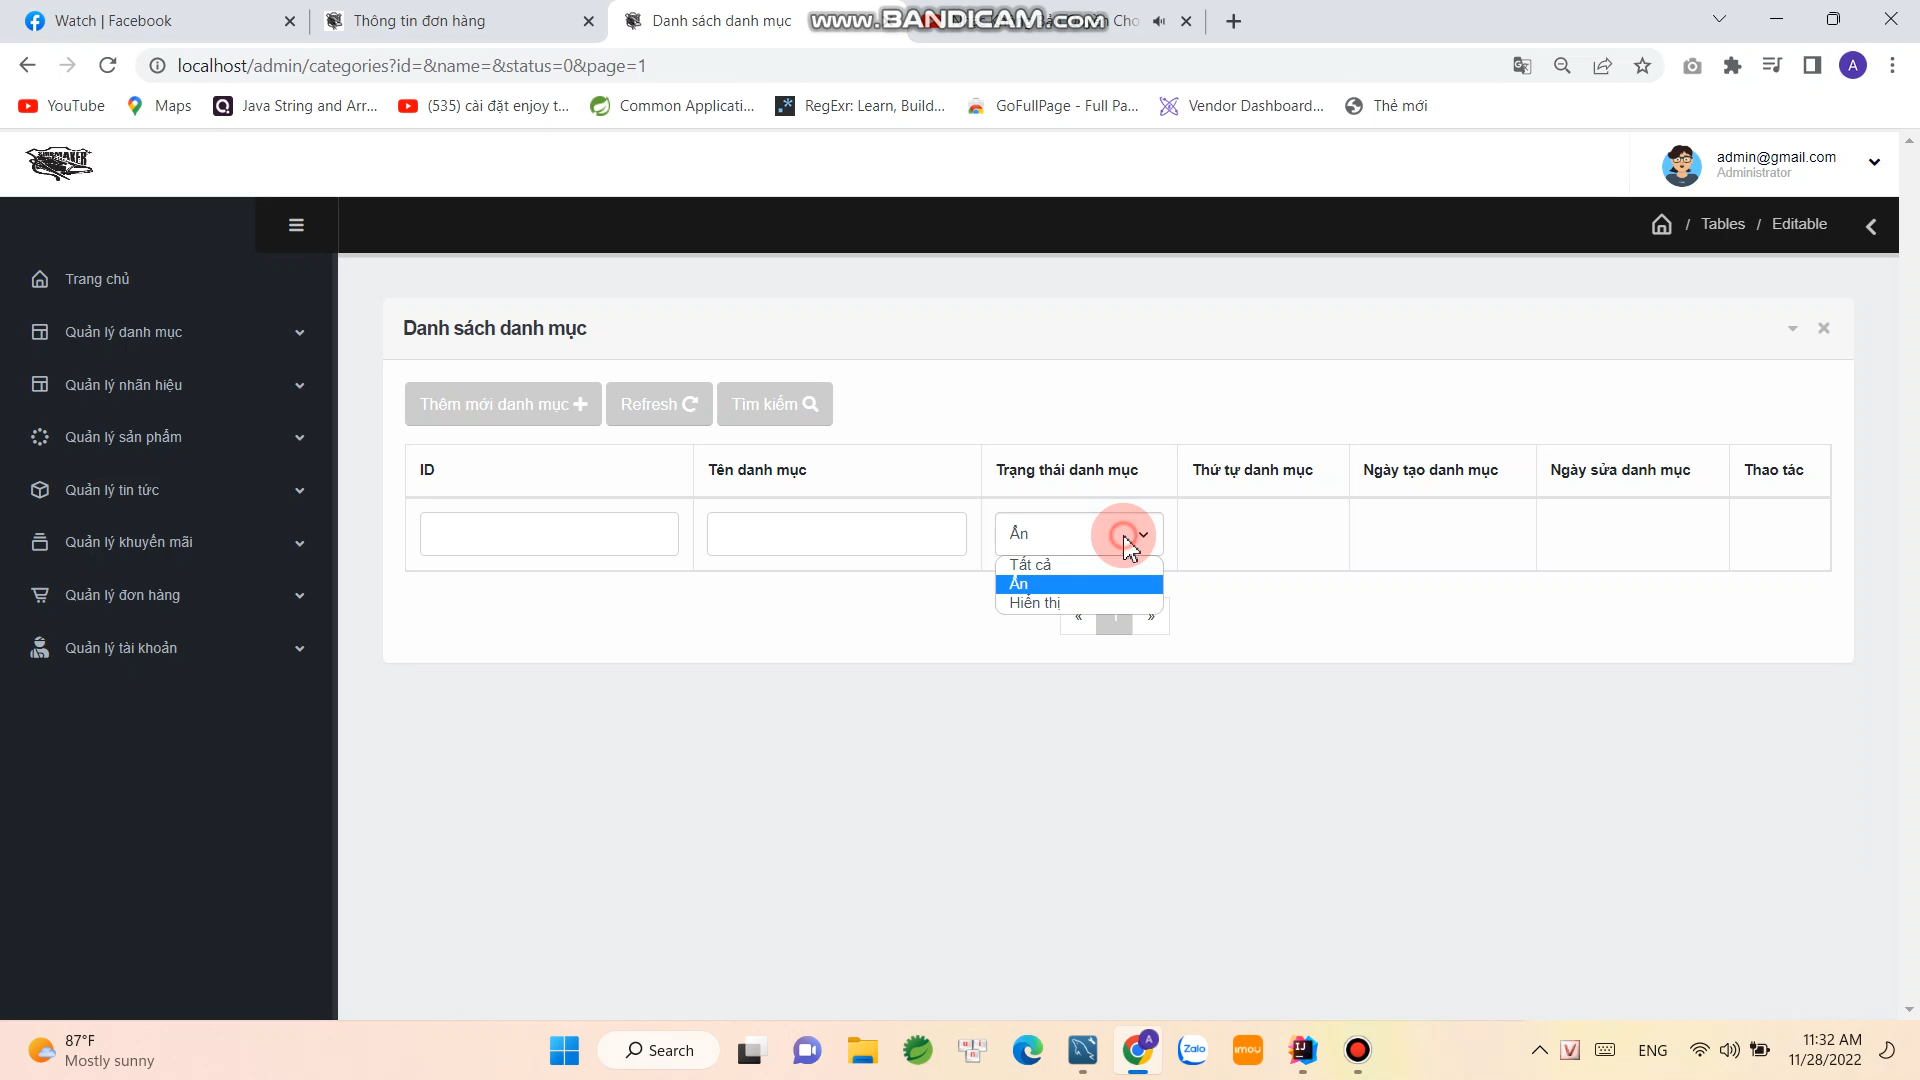 Watch | Facebook
Thông tin đơn hàng
Danh sách danh mục
www.BANDICAM.com
localhost/admin/categories?id=&name=&status=0&page=1
A
YouTube
Maps
Java String and Arr...
(535) cài đặt enjoy t...
Common Applicati...
RegExr: Learn, Build...
GoFullPage - Full Pa...
Vendor Dashboard...
Thẻ mới
admin@gmail.com
Administrator
/ Tables / Editable
Trang chủ
Quản lý danh mục
Quản lý nhãn hiệu
Quản lý sản phẩm
Quản lý tin tức
Quản lý khuyến mãi
Quản lý đơn hàng
Quản lý tài khoản
Danh sách danh mục
Thêm mới danh mục
Refresh
Tìm kiếm
ID
Tên danh mục
Trạng thái danh mục
Thứ tự danh mục
Ngày tạo danh mục
Ngày sửa danh mục
Thao tác
Ẩn
Tất cả
Ẩn
Hiển thị
« 1 »
87°F
Mostly sunny
Search
A
Zalo
imou
IJ
V
ENG
11:32 AM
11/28/2022